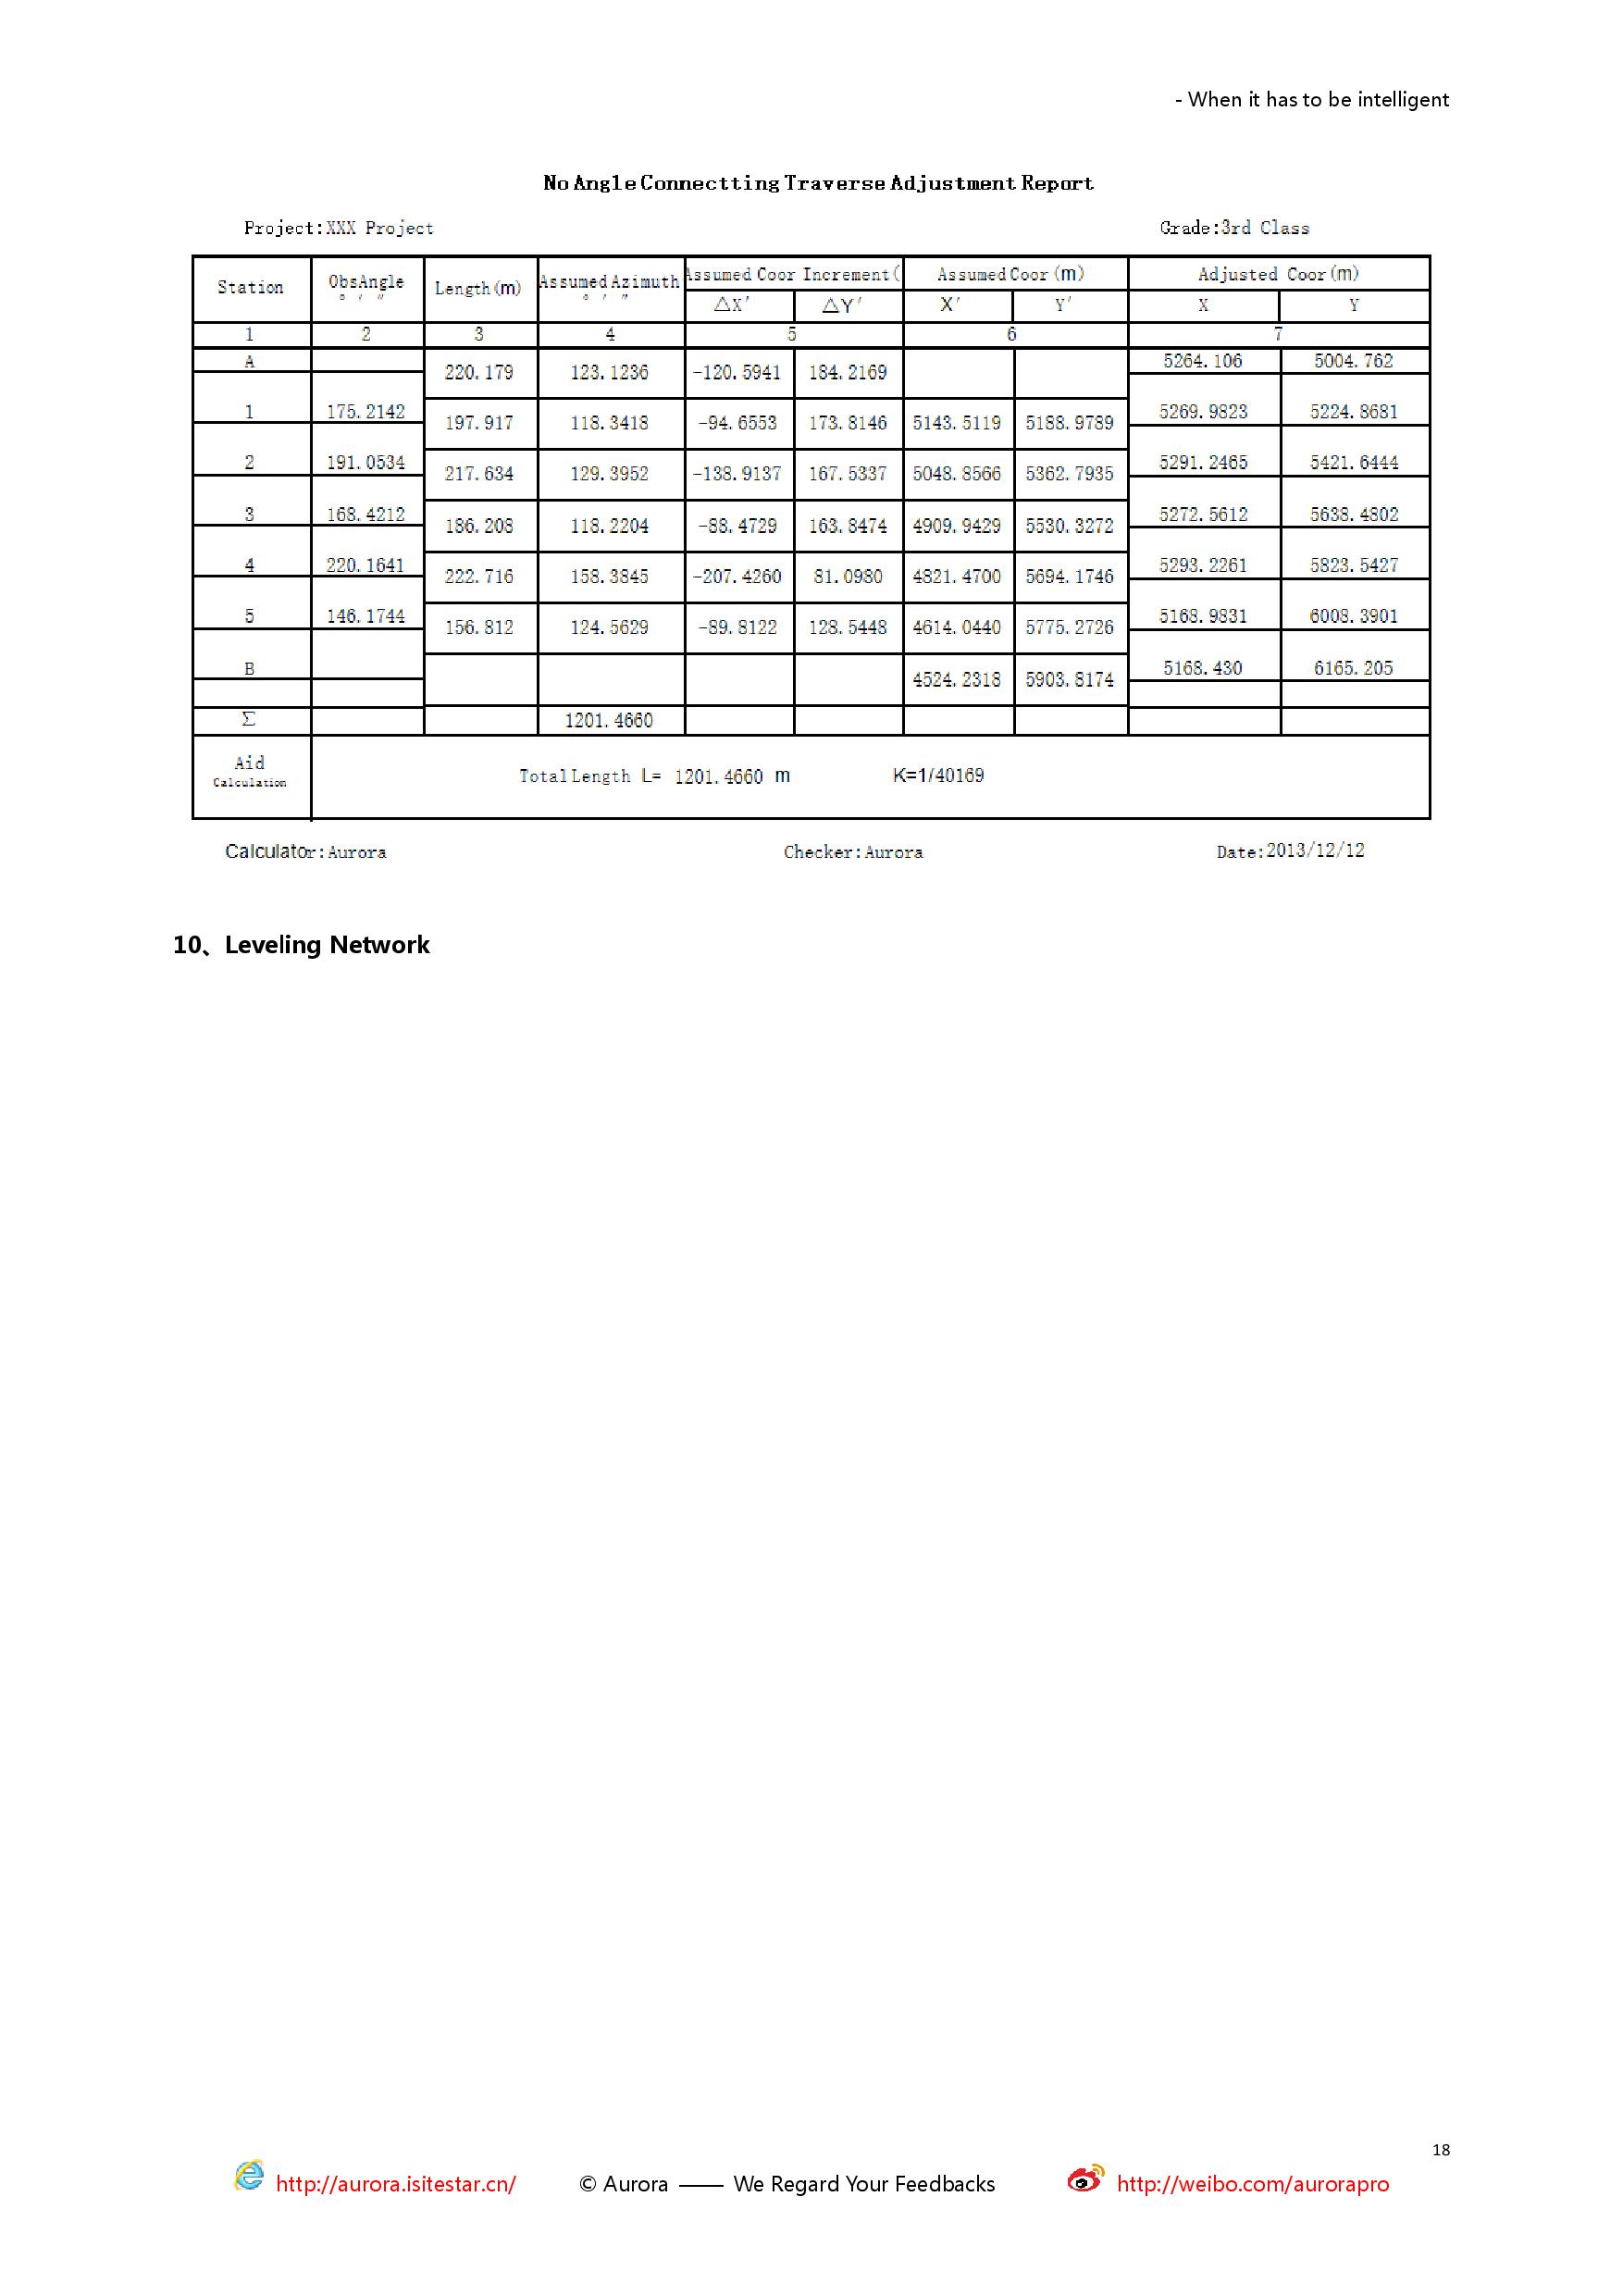 - When it has to be intelligent
No Angle Connectting Traverse Adjustment Report
Project:XXX Project Grade:3rd Class
Station ObsAngle ° ′ ″ Length(m) Assumed Azimuth ° ′ ″ Assumed Coor Increment( Assumed Coor(m) Adjusted Coor(m)
△X′ △Y′ X′ Y′ X Y
1 2 3 4 5 6 7
A 5264.106 5004.762
220.179 123.1236 -120.5941 184.2169
1 175.2142 5269.9823 5224.8681
197.917 118.3418 -94.6553 173.8146 5143.5119 5188.9789
2 191.0534 5291.2465 5421.6444
217.634 129.3952 -138.9137 167.5337 5048.8566 5362.7935
3 168.4212 5272.5612 5638.4802
186.208 118.2204 -88.4729 163.8474 4909.9429 5530.3272
4 220.1641 5293.2261 5823.5427
222.716 158.3845 -207.4260 81.0980 4821.4700 5694.1746
5 146.1744 5168.9831 6008.3901
156.812 124.5629 -89.8122 128.5448 4614.0440 5775.2726
B 5168.430 6165.205
4524.2318 5903.8174
Σ 1201.4660
Aid Calculation Total Length L= 1201.4660 m K=1/40169
Calculator:Aurora Checker:Aurora Date:2013/12/12
10、Leveling Network
18
http://aurora.isitestar.cn/ © Aurora —— We Regard Your Feedbacks http://weibo.com/aurorapro